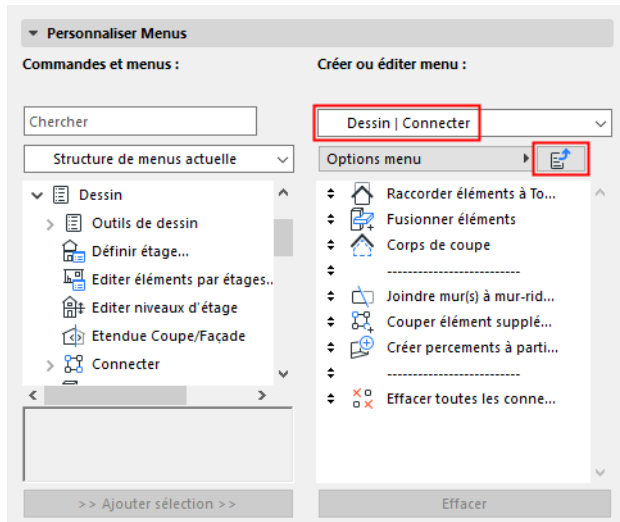 Personnaliser Menus
Commandes et menus :
Créer ou éditer menu :
Chercher
Dessin | Connecter
Structure de menus actuelle
Options menu
Dessin
Outils de dessin
Définir étage...
Editer éléments par étages..
Editer niveaux d'étage
Etendue Coupe/Façade
Connecter
Raccorder éléments à To...
Fusionner éléments
Corps de coupe
--------------------------
Joindre mur(s) à mur-rid...
Couper élément supplé...
Créer percements à parti...
--------------------------
Effacer toutes les conne...
>> Ajouter sélection >>
Effacer